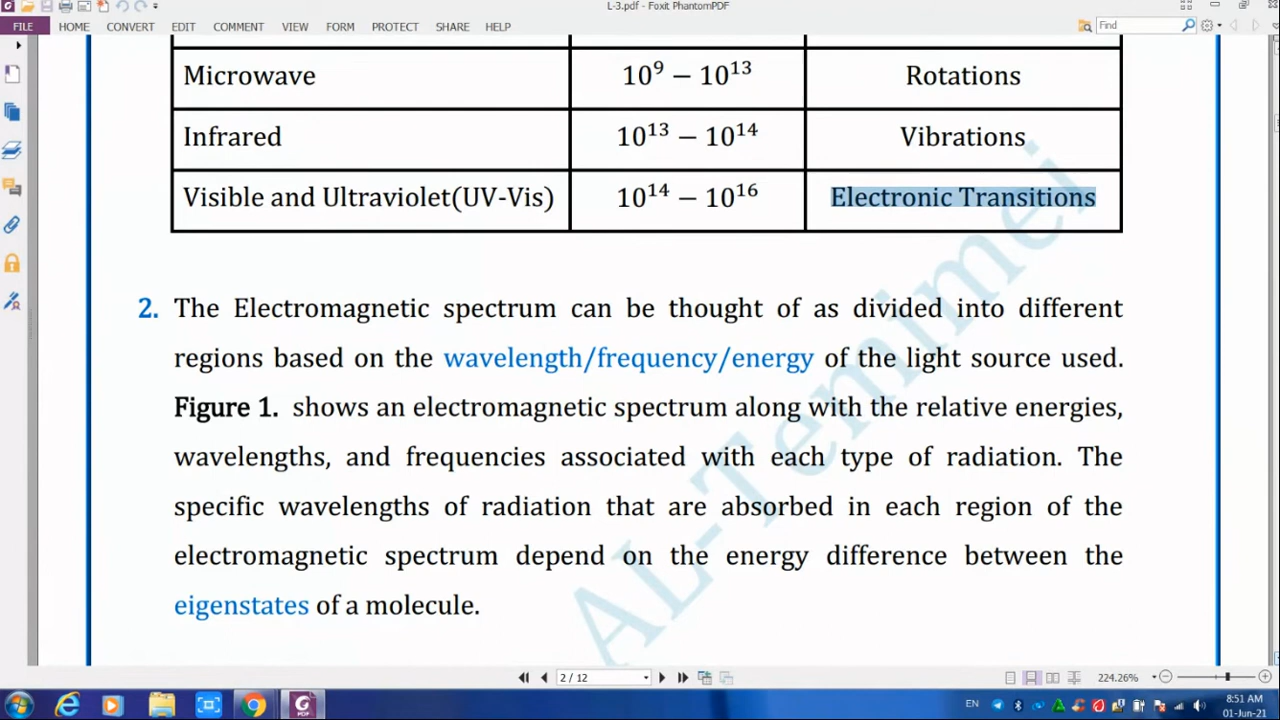 L-3.pdf - Foxit PhantomPDF
FILE HOME CONVERT EDIT COMMENT VIEW FORM PROTECT SHARE HELP Find
Microwave 10⁹ − 10¹³ Rotations
Infrared 10¹³ − 10¹⁴ Vibrations
Visible and Ultraviolet(UV-Vis) 10¹⁴ − 10¹⁶ Electronic Transitions
2. The Electromagnetic spectrum can be thought of as divided into different
regions based on the wavelength/frequency/energy of the light source used.
Figure 1. shows an electromagnetic spectrum along with the relative energies,
wavelengths, and frequencies associated with each type of radiation. The
specific wavelengths of radiation that are absorbed in each region of the
electromagnetic spectrum depend on the energy difference between the
eigenstates of a molecule.
AL-Temimei
2 / 12 224.26%
EN 8:51 AM
01-Jun-21
PDF